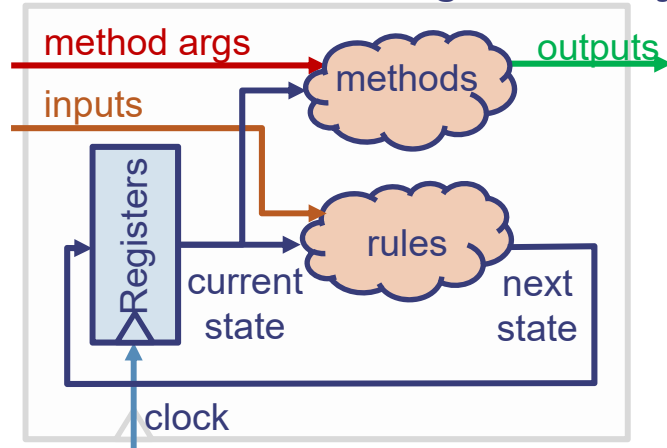 method args
outputs
methods
inputs
Registers
rules
current
state
next
state
clock